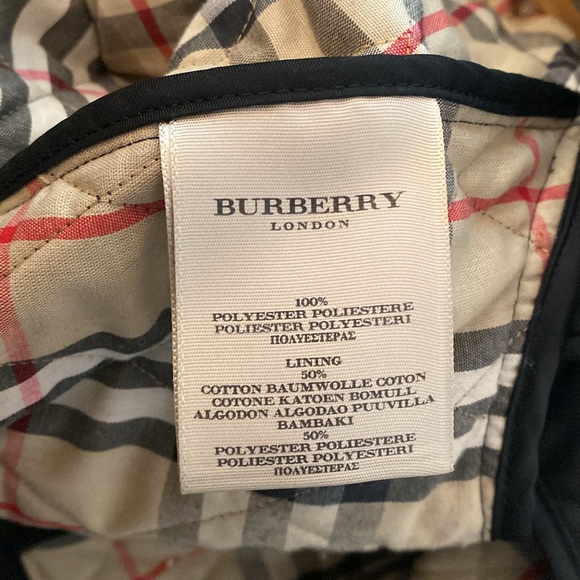 BURBERRY
LONDON
100%
POLYESTER POLIESTERE
POLIESTER POLYESTERI
ΠΟΛΥΕΣΤΕΡΑΣ
LINING
50%
COTTON BAUMWOLLE COTON
COTONE KATOEN BOMULL
ALGODON ALGODAO PUUVILLA
BAMBAKI
50%
POLYESTER POLIESTERE
POLIESTER POLYESTERI
ΠΟΛΥΕΣΤΕΡΑΣ